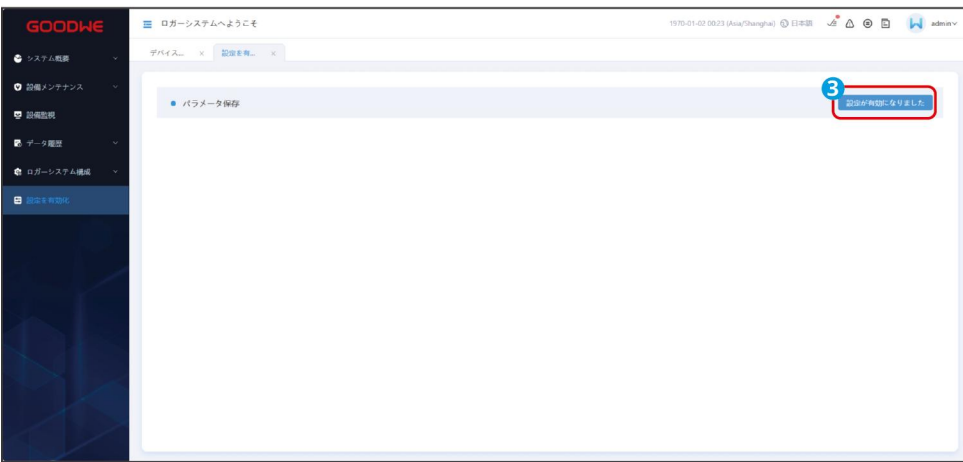 GOODWE
ロガーシステムへようこそ
1970-01-02 00:23 (Asia/Shanghai) 日本語 admin
システム概要
設備メンテナンス
設備監視
データ履歴
ロガーシステム構成
設定を有効化
デバイス... ×
設定を有... ×
パラメータ保存
3
設定が有効になりました